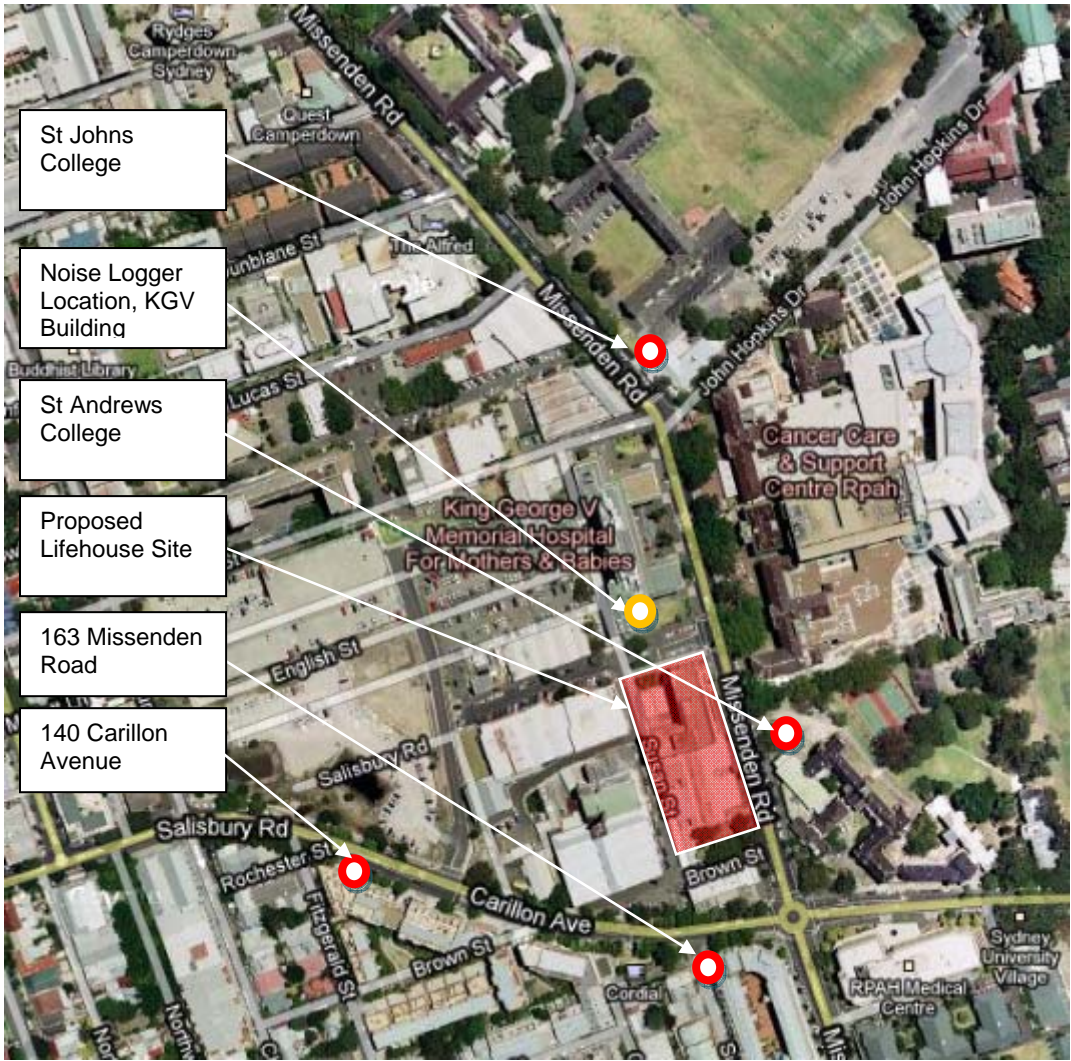 Rydges
Camperdown
Sydney
Missenden Rd
Quest
Camperdown
St Johns
College
John Hopkins Dr
Noise Logger
Location, KGV
Building
The Alfred
Missenden Rd
John Hopkins Dr
Buddhist Library
Lucas St
St Andrews
College
Cancer Care
& Support
Centre Rpah
King George V
Memorial Hospital
For Mothers & Babies
Proposed
Lifehouse Site
163 Missenden
Road
English St
Missenden Rd
Susan St
140 Carillon
Avenue
Salisbury Rd
Salisbury Rd
Rochester St
Brown St
Fitzgerald St
Carillon Ave
Brown St
Cordial
RPAH Medical
Centre
Sydney
University
Village